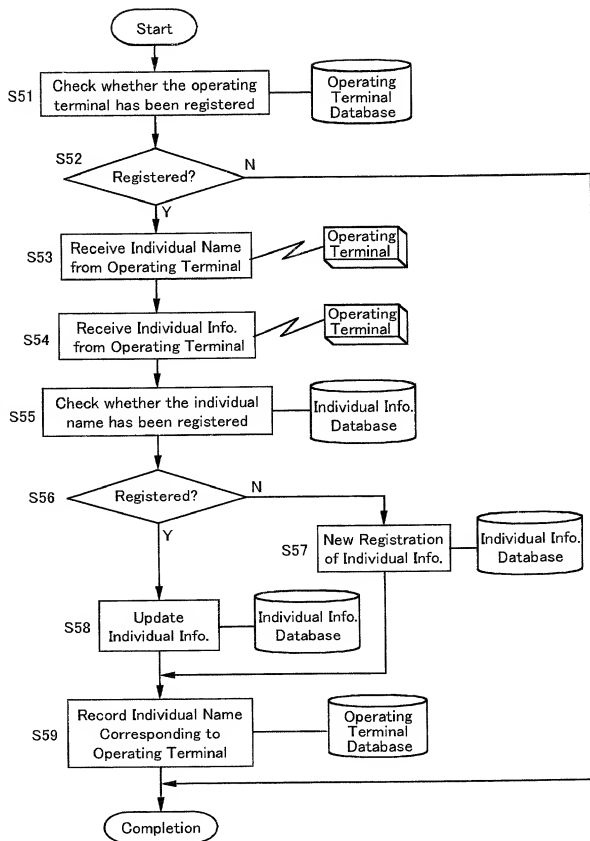 Start
S51
Check whether the operating
terminal has been registered
Operating
Terminal
Database
S52
Registered?
N
Y
S53
Receive Individual Name
from Operating Terminal
Operating
Terminal
S54
Receive Individual Info.
from Operating Terminal
Operating
Terminal
S55
Check whether the individual
name has been registered
Individual Info.
Database
S56
Registered?
N
Y
S57
New Registration
of Individual Info.
Individual Info.
Database
S58
Update
Individual Info.
Individual Info.
Database
S59
Record Individual Name
Corresponding to
Operating Terminal
Operating
Terminal
Database
Completion